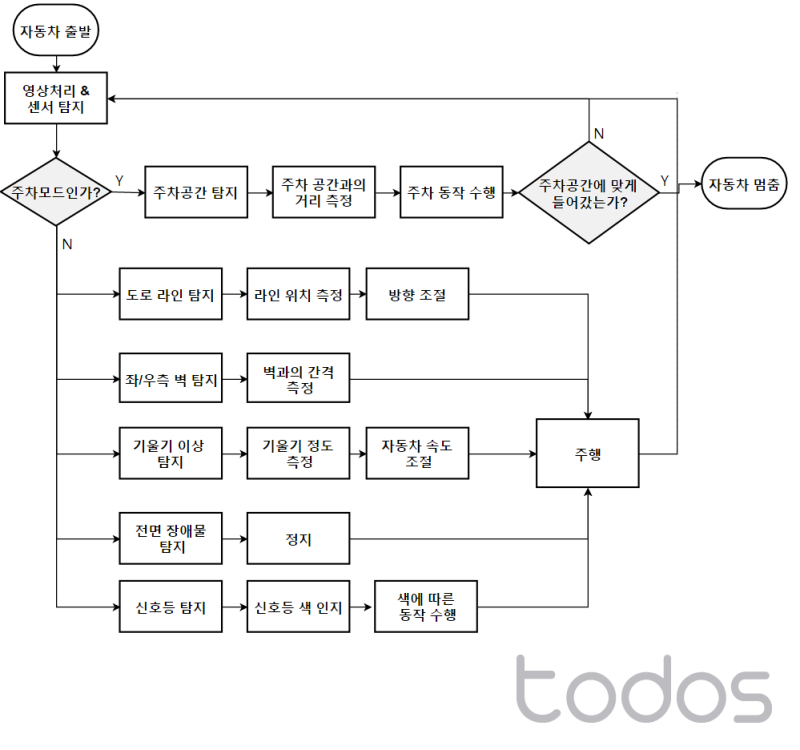 자동차 출발
영상처리 &
센서 탐지
주차모드인가?
Y
주차공간 탐지
주차 공간과의
거리 측정
주차 동작 수행
주차공간에 맞게
들어갔는가?
N
Y
자동차 멈춤
N
도로 라인 탐지
라인 위치 측정
방향 조절
좌/우측 벽 탐지
벽과의 간격
측정
기울기 이상
탐지
기울기 정도
측정
자동차 속도
조절
주행
전면 장애물
탐지
정지
신호등 탐지
신호등 색 인지
색에 따른
동작 수행
todos